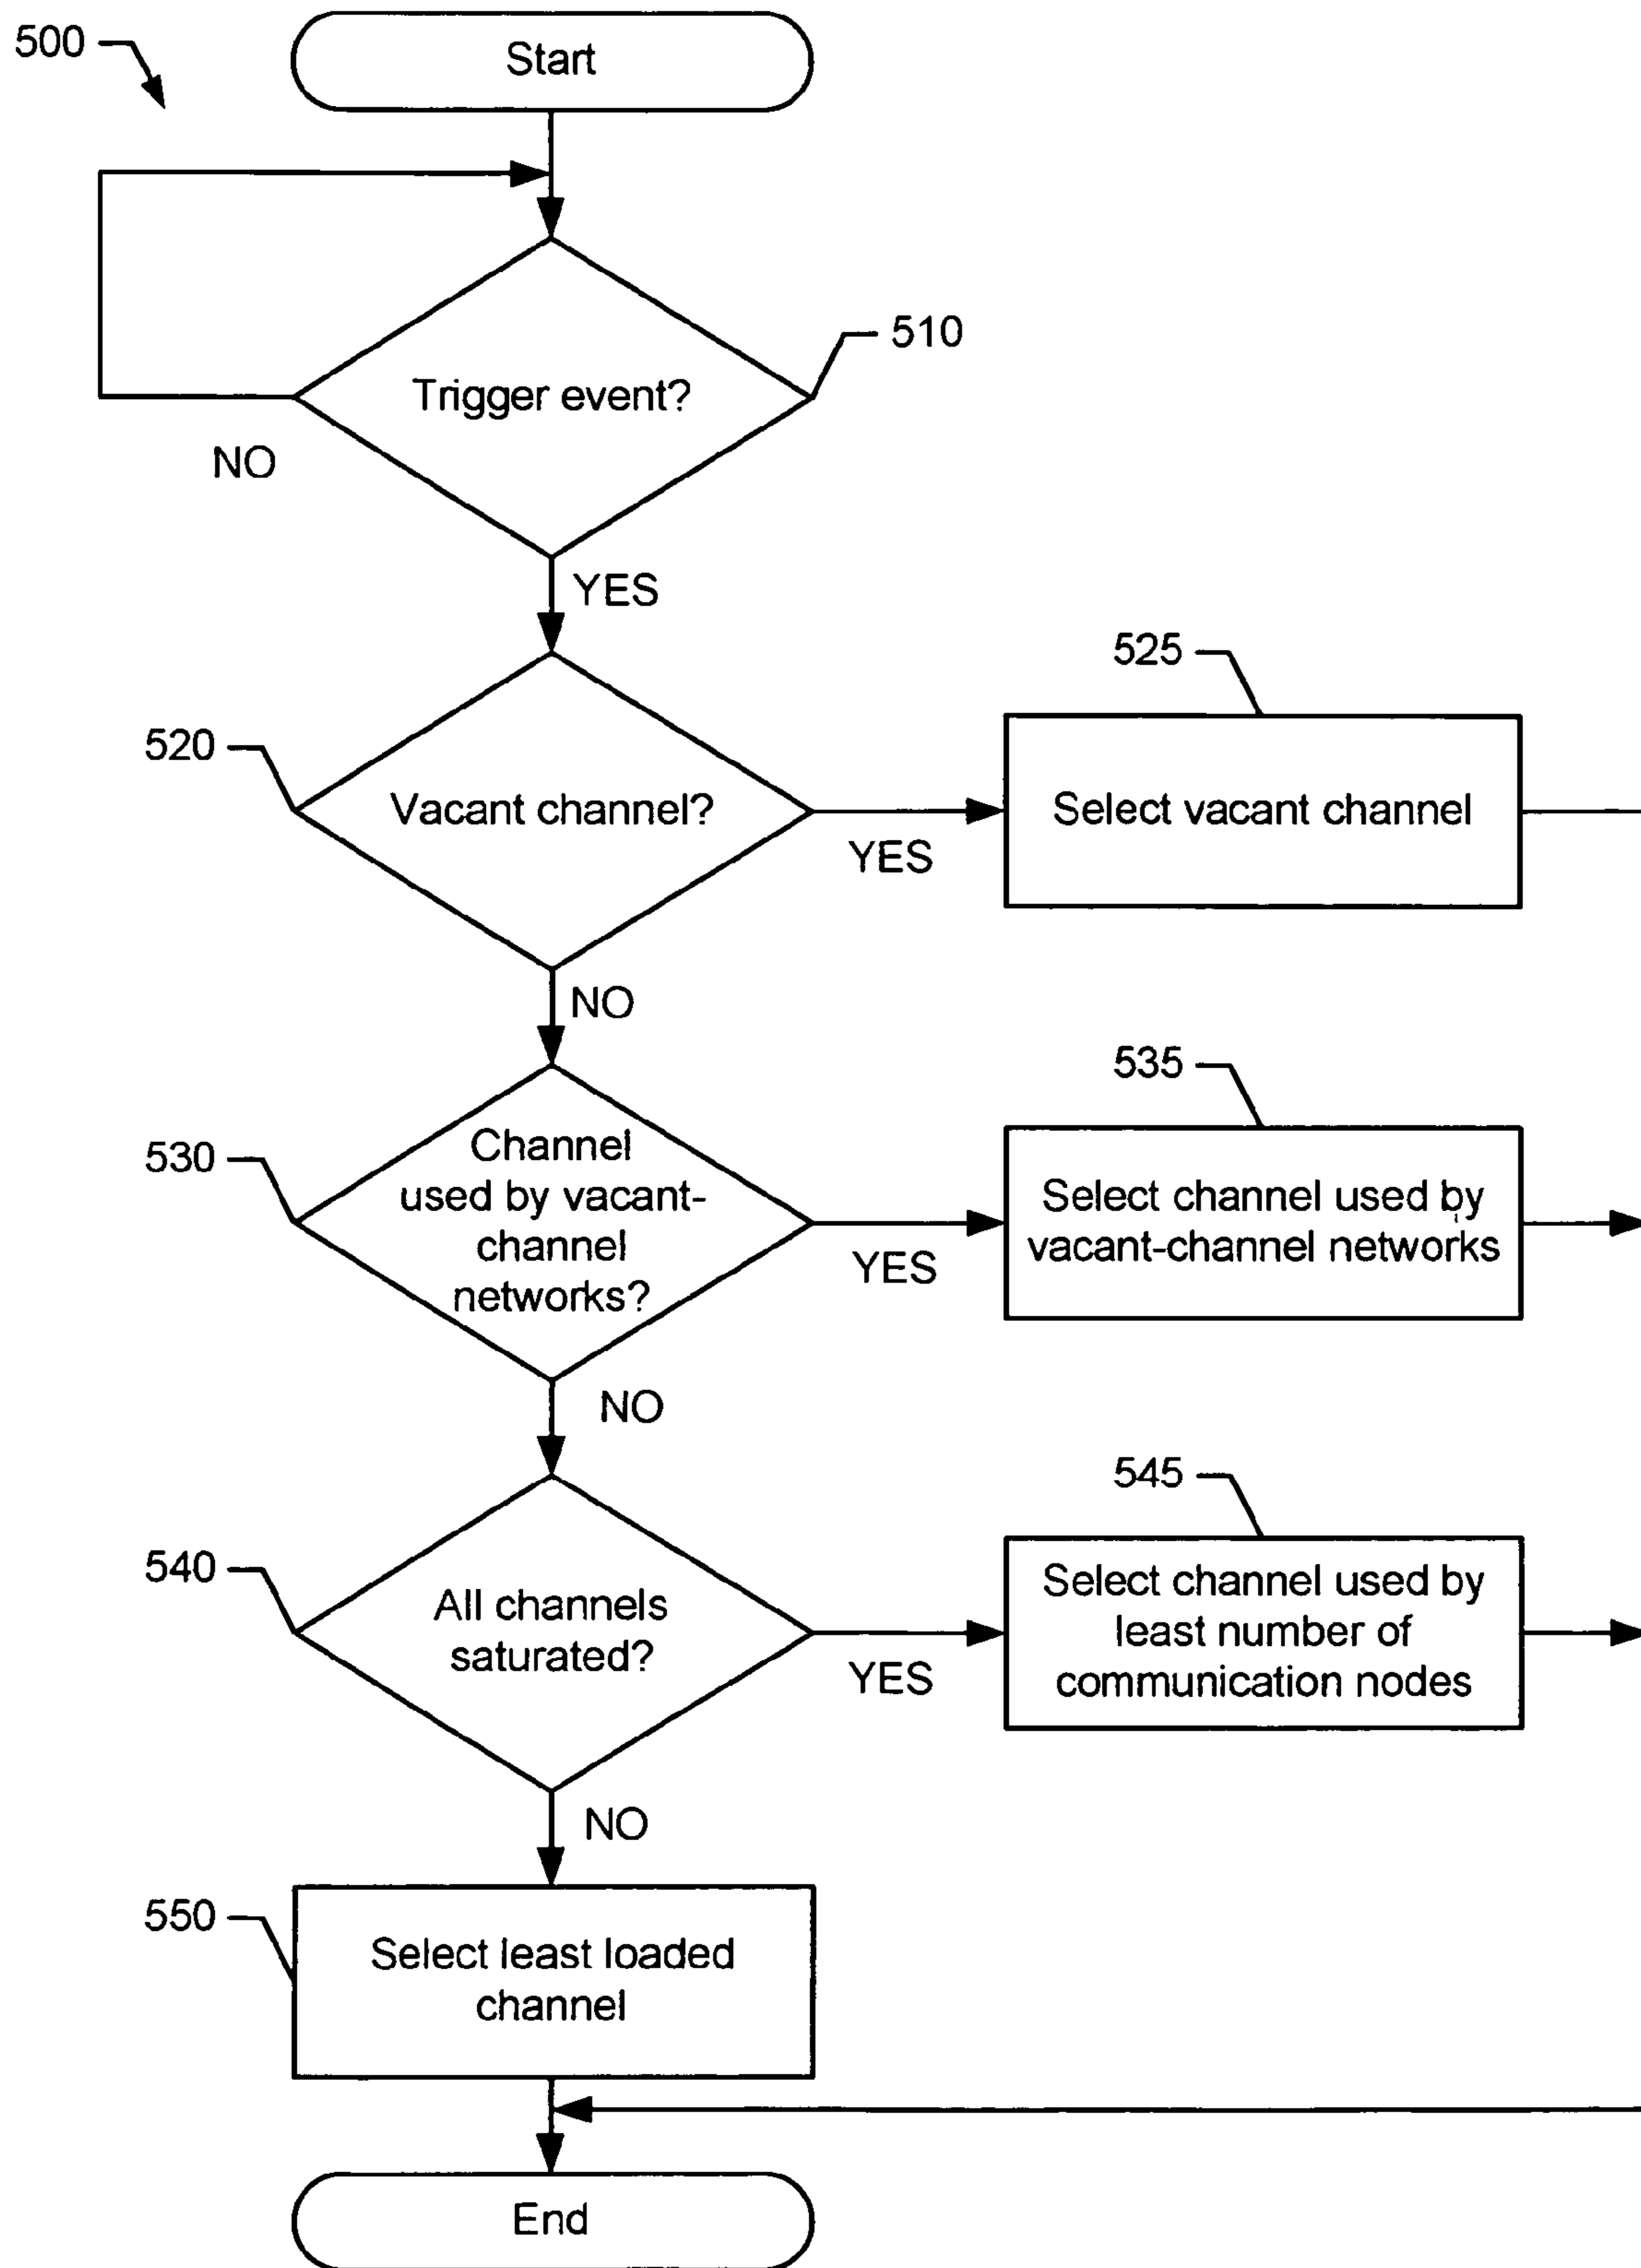 500
Start
510
Trigger event?
NO
YES
525
520
Vacant channel?
YES
Select vacant channel
NO
535
530
Channel
used by vacant-
channel
networks?
YES
Select channel used by
vacant-channel networks
NO
545
540
All channels
saturated?
YES
Select channel used by
least number of
communication nodes
NO
550
Select least loaded
channel
End